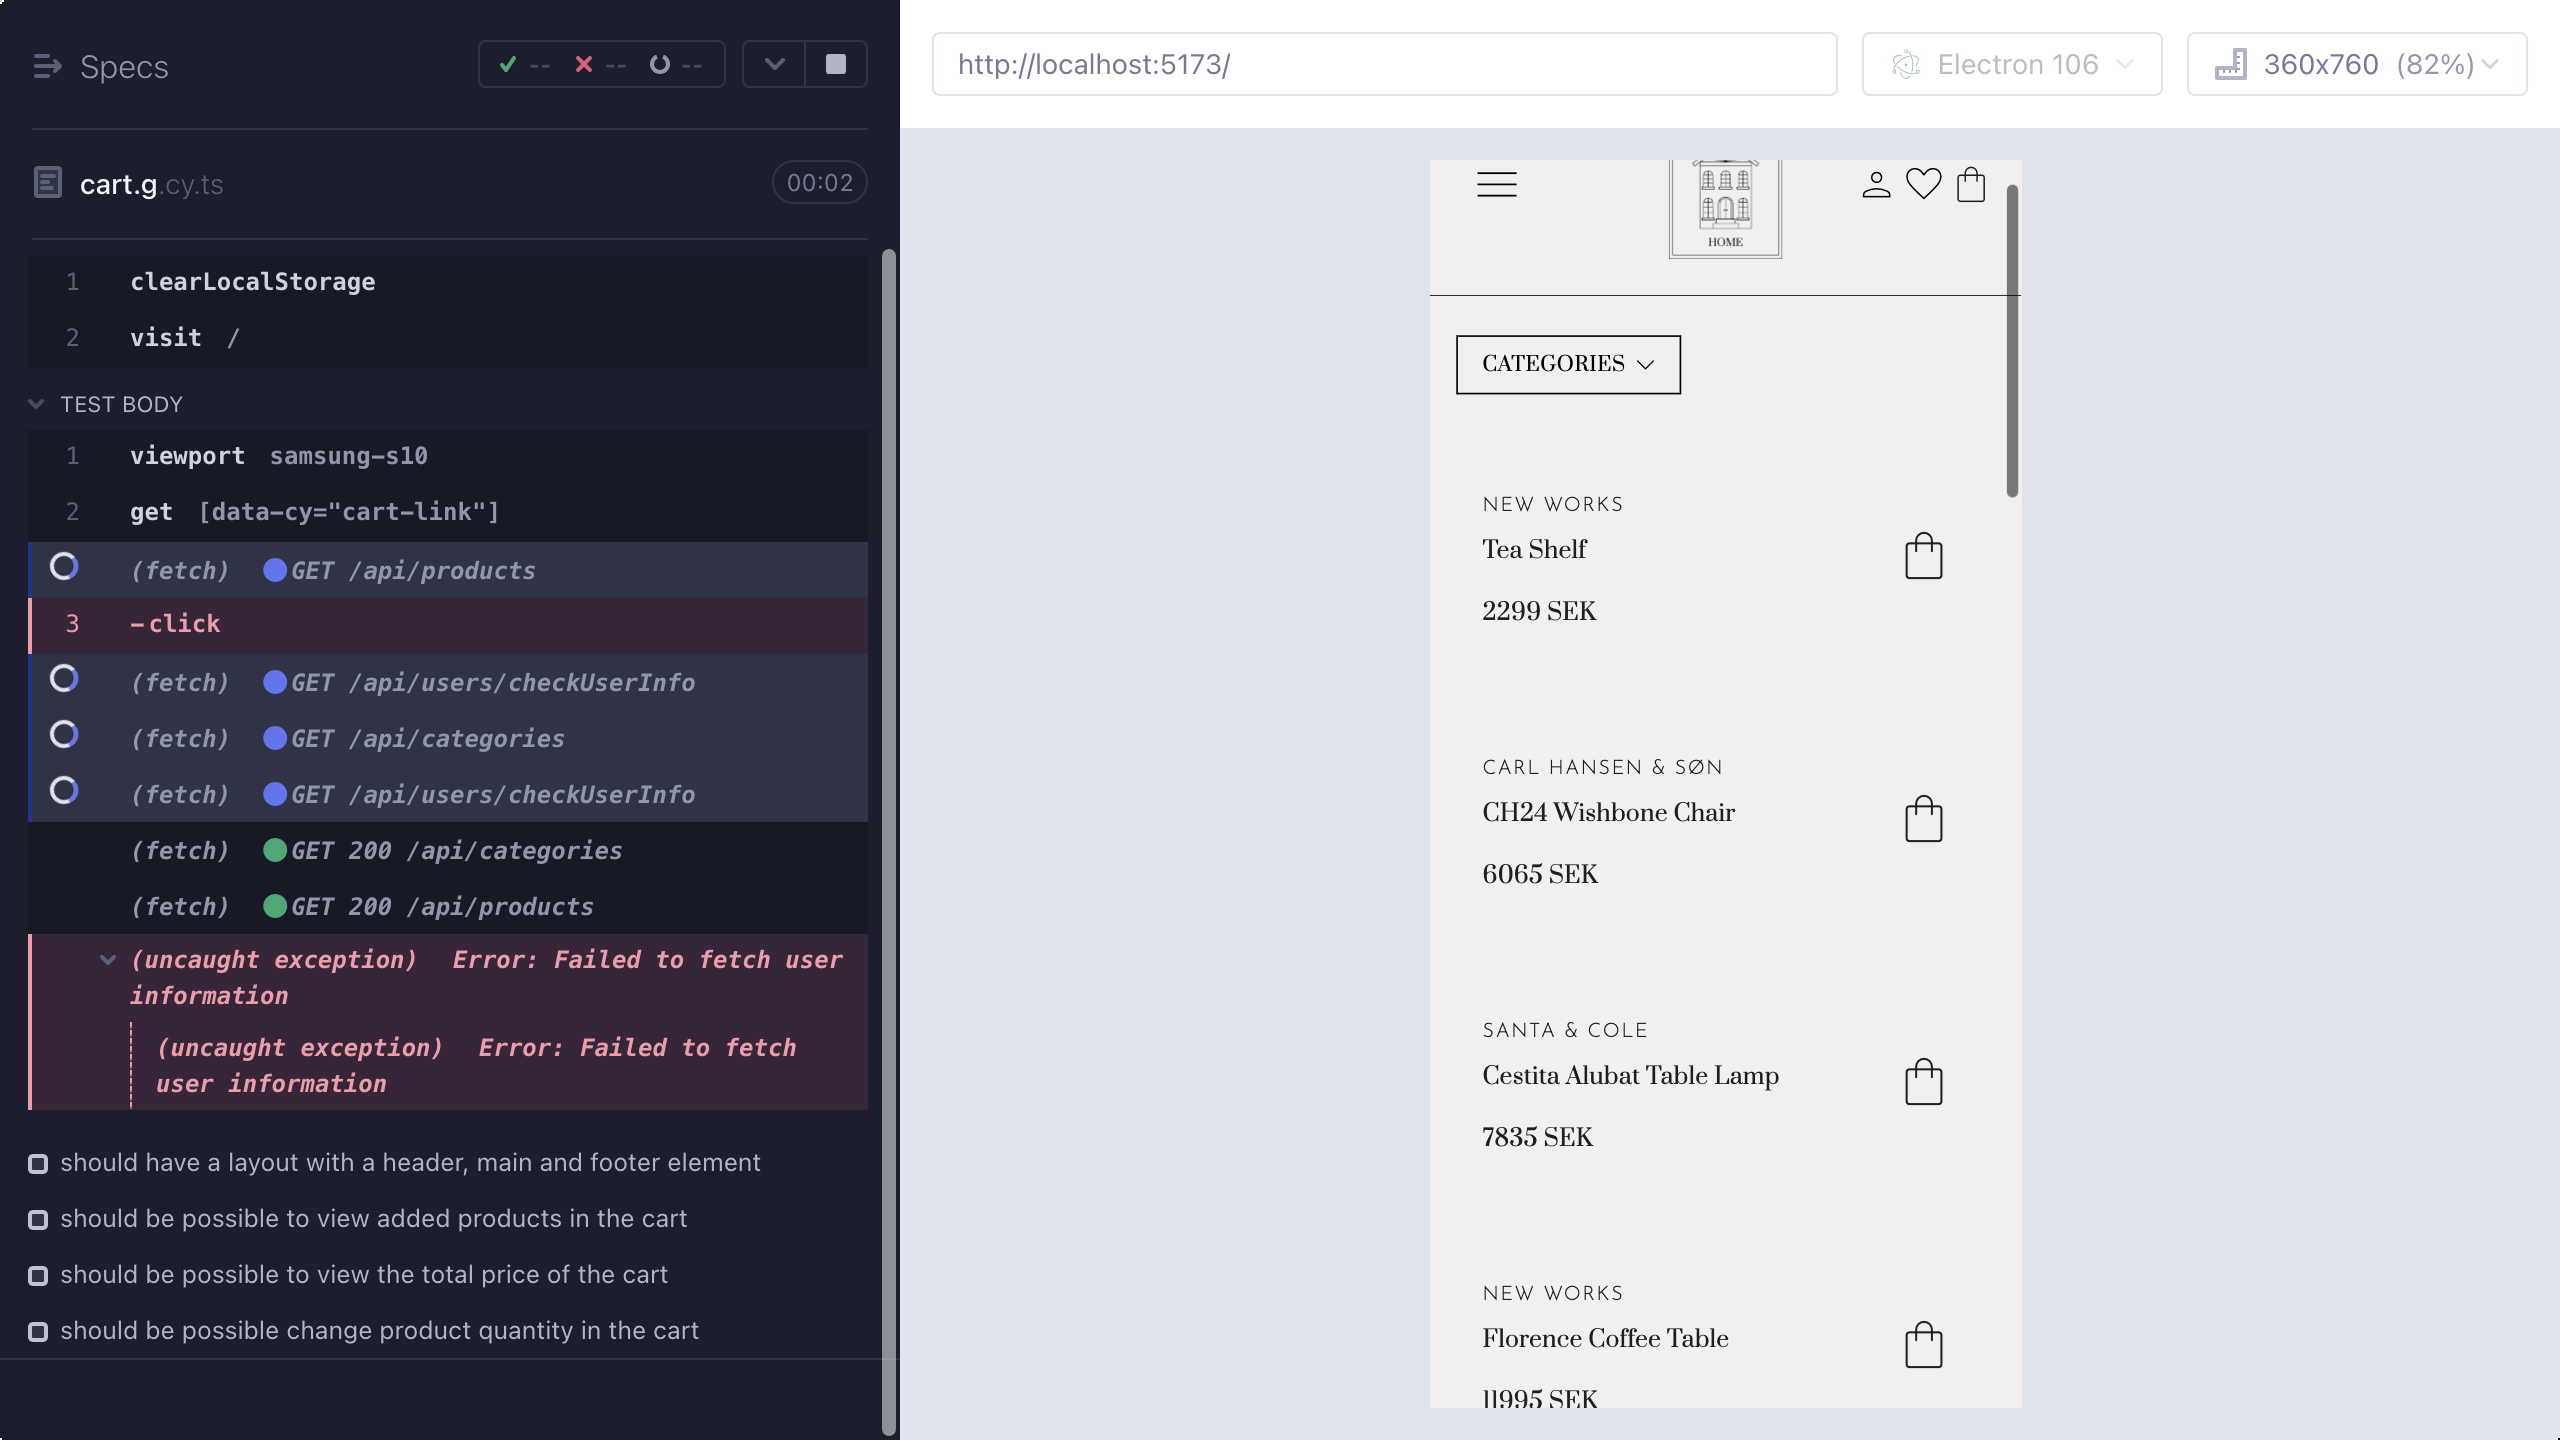 Specs
--
--
--
cart.g.cy.ts
00:02
1 clearLocalStorage
2 visit /
TEST BODY
1 viewport samsung-s10
2 get [data-cy="cart-link"]
(fetch) GET /api/products
3 -click
(fetch) GET /api/users/checkUserInfo
(fetch) GET /api/categories
(fetch) GET /api/users/checkUserInfo
(fetch) GET 200 /api/categories
(fetch) GET 200 /api/products
(uncaught exception) Error: Failed to fetch user
information
(uncaught exception) Error: Failed to fetch
user information
should have a layout with a header, main and footer element
should be possible to view added products in the cart
should be possible to view the total price of the cart
should be possible change product quantity in the cart
http://localhost:5173/
Electron 106
360x760 (82%)
HOME
CATEGORIES
NEW WORKS
Tea Shelf
2299 SEK
CARL HANSEN & SØN
CH24 Wishbone Chair
6065 SEK
SANTA & COLE
Cestita Alubat Table Lamp
7835 SEK
NEW WORKS
Florence Coffee Table
11995 SEK